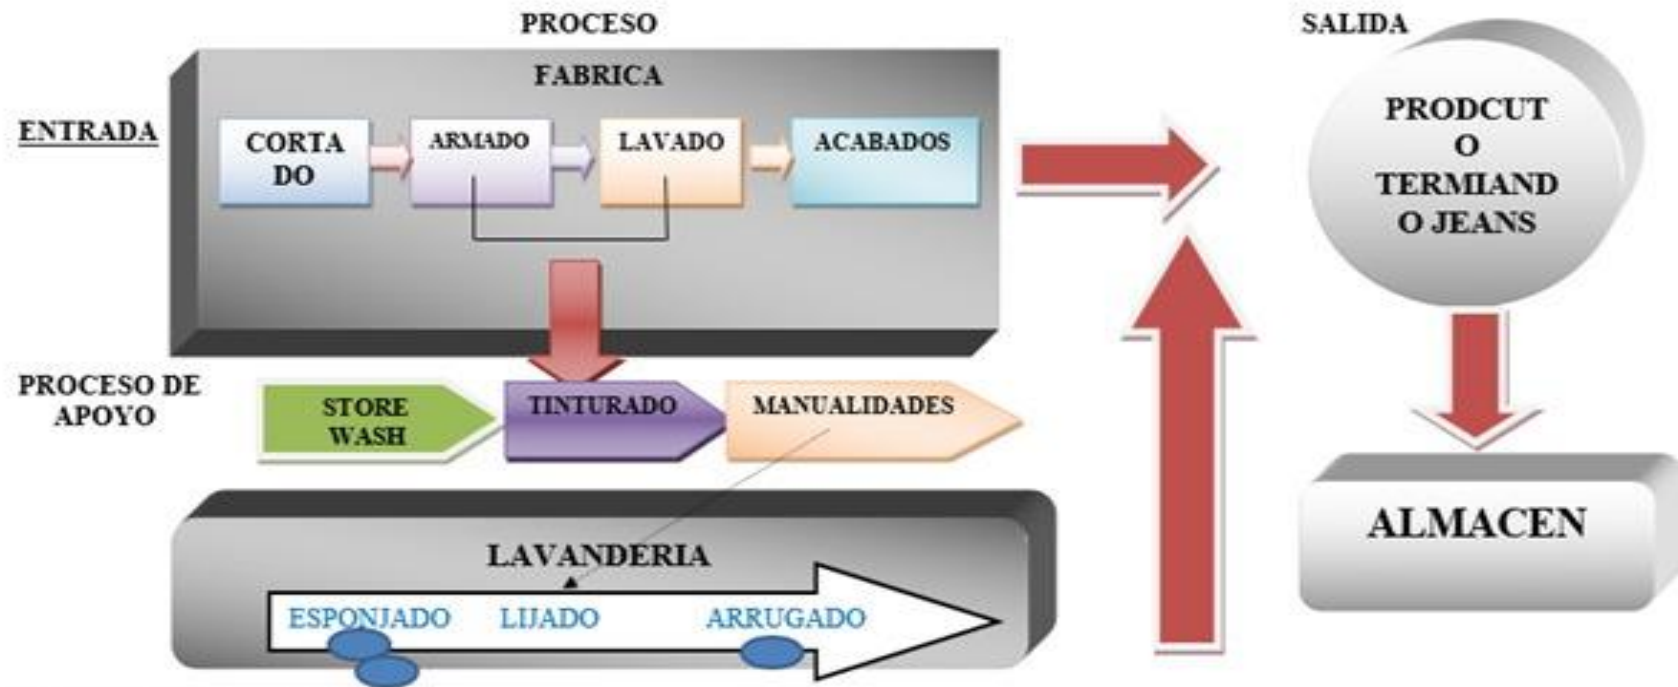 PROCESO
SALIDA
FABRICA
ENTRADA
CORTA
DO
ARMADO
LAVADO
ACABADOS
PRODCUT
O
TERMIAND
O JEANS
PROCESO DE
APOYO
STORE
WASH
TINTURADO
MANUALIDADES
ALMACEN
LAVANDERIA
ESPONJADO LIJADO ARRUGADO